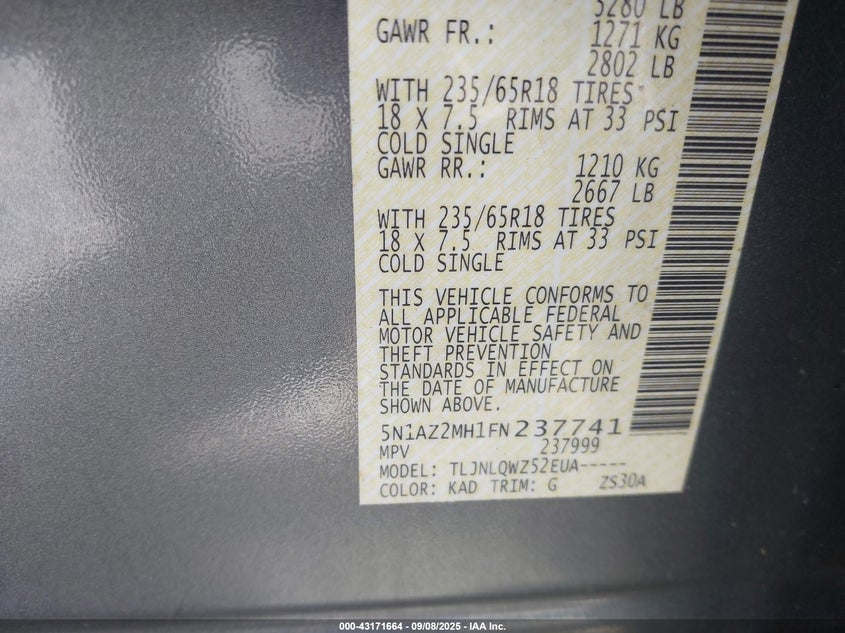 5280 LB
GAWR FR.: 1271 KG
2802 LB
WITH 235/65R18 TIRES
18 X 7.5 RIMS AT 33 PSI
COLD SINGLE
GAWR RR.: 1210 KG
2667 LB
WITH 235/65R18 TIRES
18 X 7.5 RIMS AT 33 PSI
COLD SINGLE
THIS VEHICLE CONFORMS TO
ALL APPLICABLE FEDERAL
MOTOR VEHICLE SAFETY AND
THEFT PREVENTION
STANDARDS IN EFFECT ON
THE DATE OF MANUFACTURE
SHOWN ABOVE.
5N1AZ2MH1FN237741
MPV 237999
MODEL: TLJNLQWZ52EUA-----
COLOR: KAD TRIM: G ZS30A
000-43171664 - 09/08/2025 - IAA Inc.